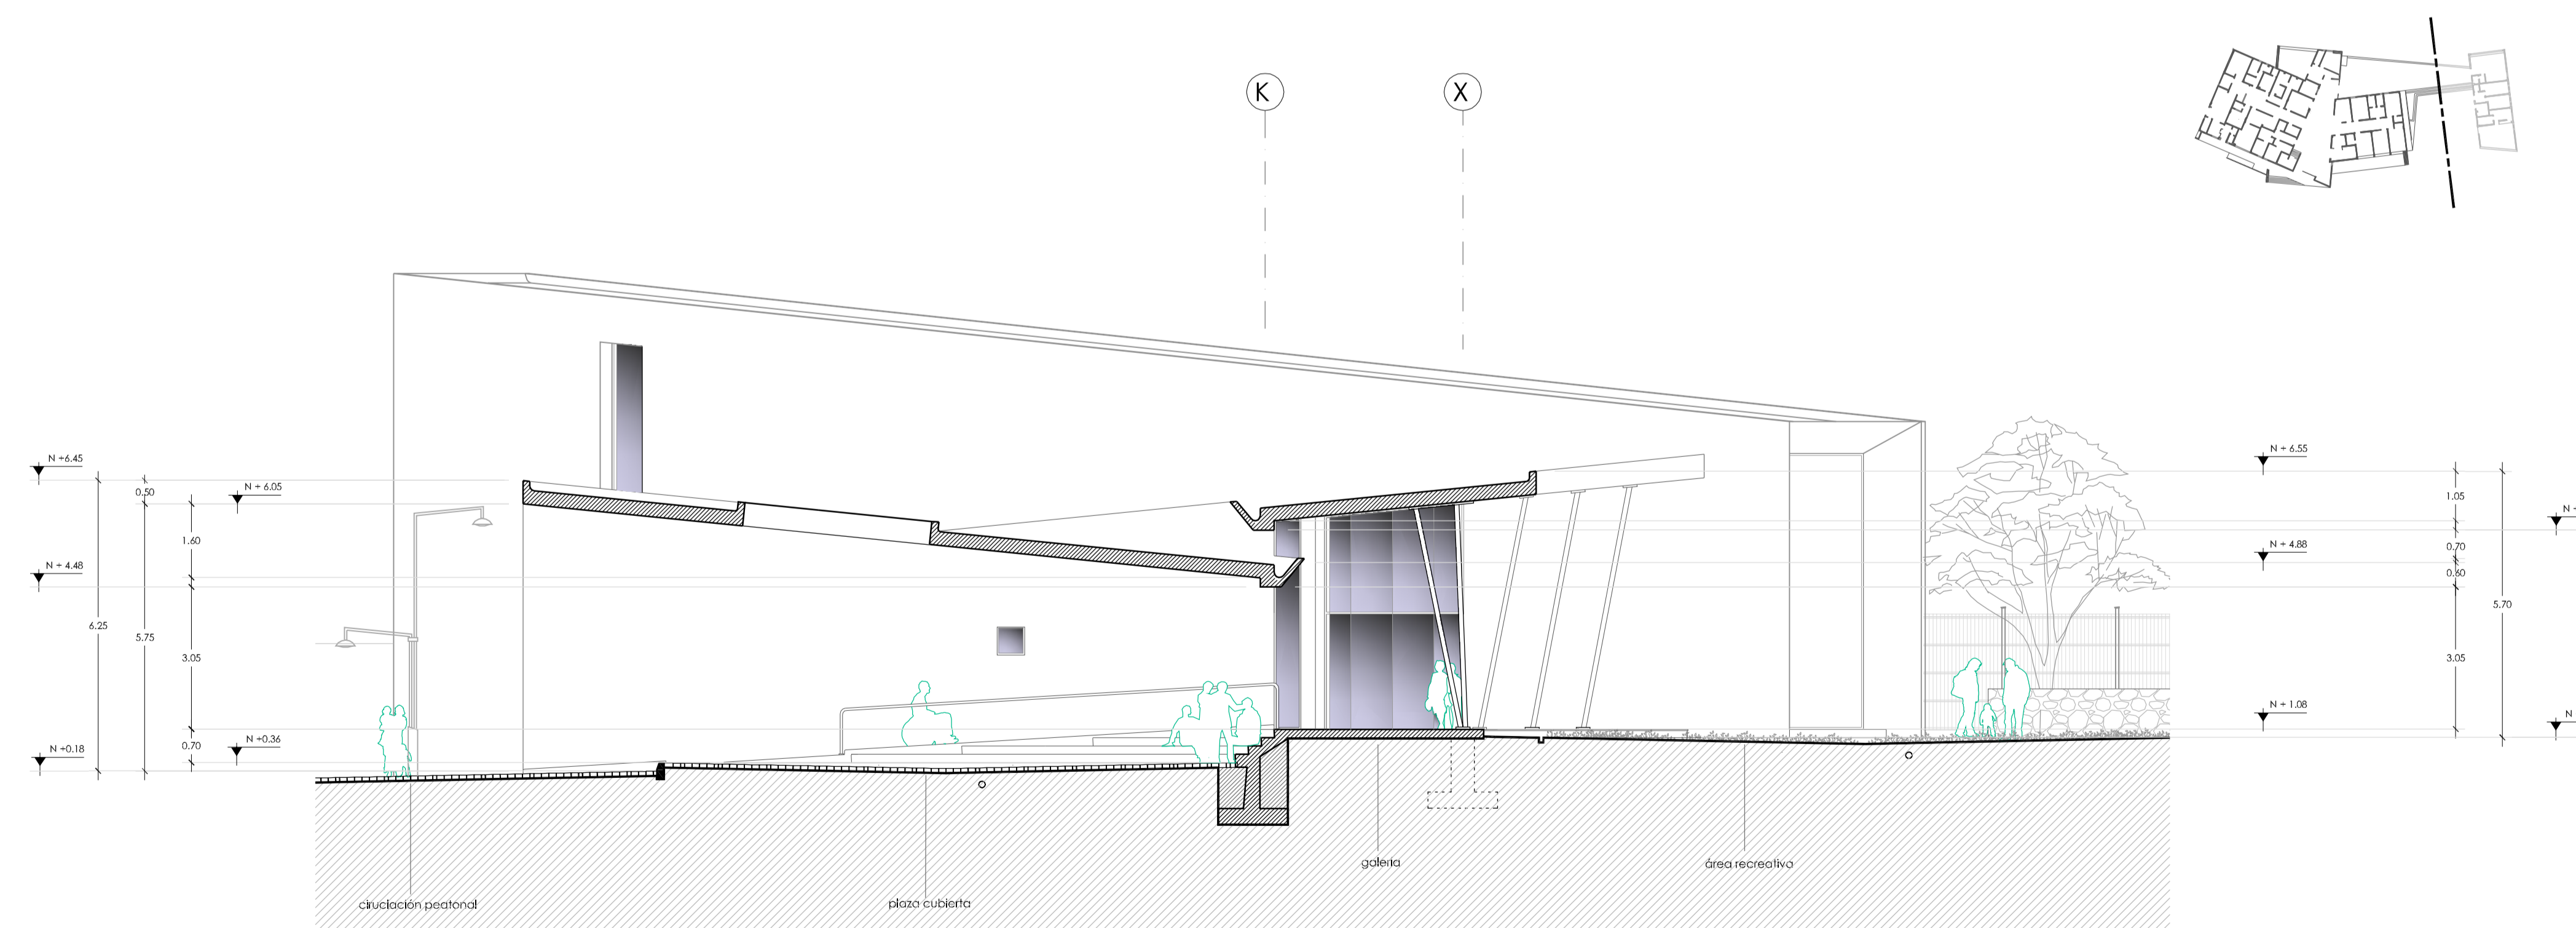 K
X
N +6.45
0.50
N + 6.05
N + 6.55
1.05
N +
1.60
0.70
N + 4.88
N + 4.48
0.60
6.25
5.75
5.70
3.05
3.05
N + 1.08
N
N +0.18
0.70
N +0.36
galeria
área recreativa
ciruclación peatonal
plaza cubierta